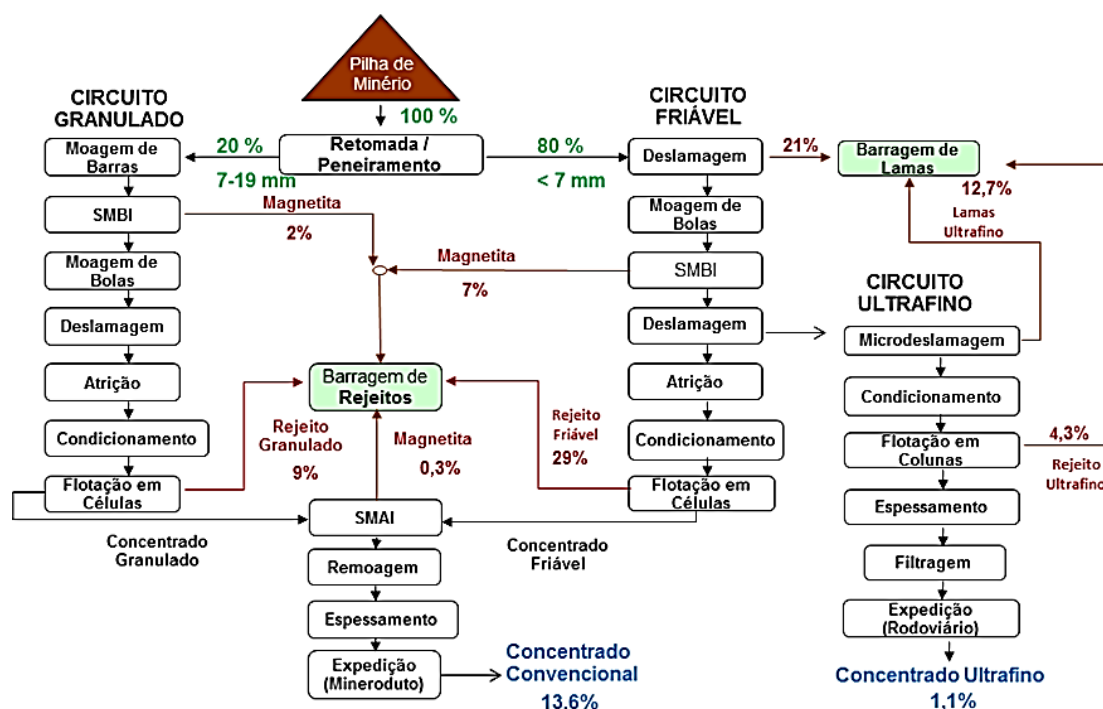 Pilha de
Minério
100 %
CIRCUITO
GRANULADO
CIRCUITO
FRIÁVEL
Moagem de
Barras
20 %
7-19 mm
Retomada /
Peneiramento
80 %
< 7 mm
Deslamagem
21%
Barragem de
Lamas
12,7%
Lamas
Ultrafino
SMBI
Magnetita
2%
Moagem de
Bolas
Moagem de
Bolas
Magnetita
7%
SMBI
CIRCUITO
ULTRAFINO
Deslamagem
Deslamagem
Microdeslamagem
Atrição
Barragem de
Rejeitos
Atrição
Condicionamento
Condicionamento
Rejeito
Granulado
9%
Magnetita
0,3%
Rejeito
Friável
29%
Condicionamento
Flotação em
Colunas
4,3%
Rejeito
Ultrafino
Flotação em
Células
Flotação em
Células
SMAI
Espessamento
Concentrado
Granulado
Concentrado
Friável
Remoagem
Filtragem
Espessamento
Expedição
(Rodoviário)
Expedição
(Mineroduto)
Concentrado
Convencional
13,6%
Concentrado Ultrafino
1,1%